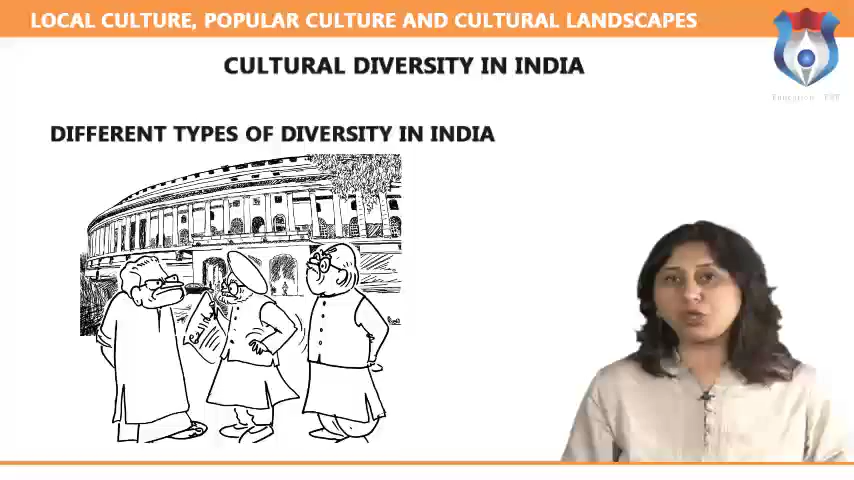 LOCAL CULTURE, POPULAR CULTURE AND CULTURAL LANDSCAPES
CULTURAL DIVERSITY IN INDIA
DIFFERENT TYPES OF DIVERSITY IN INDIA